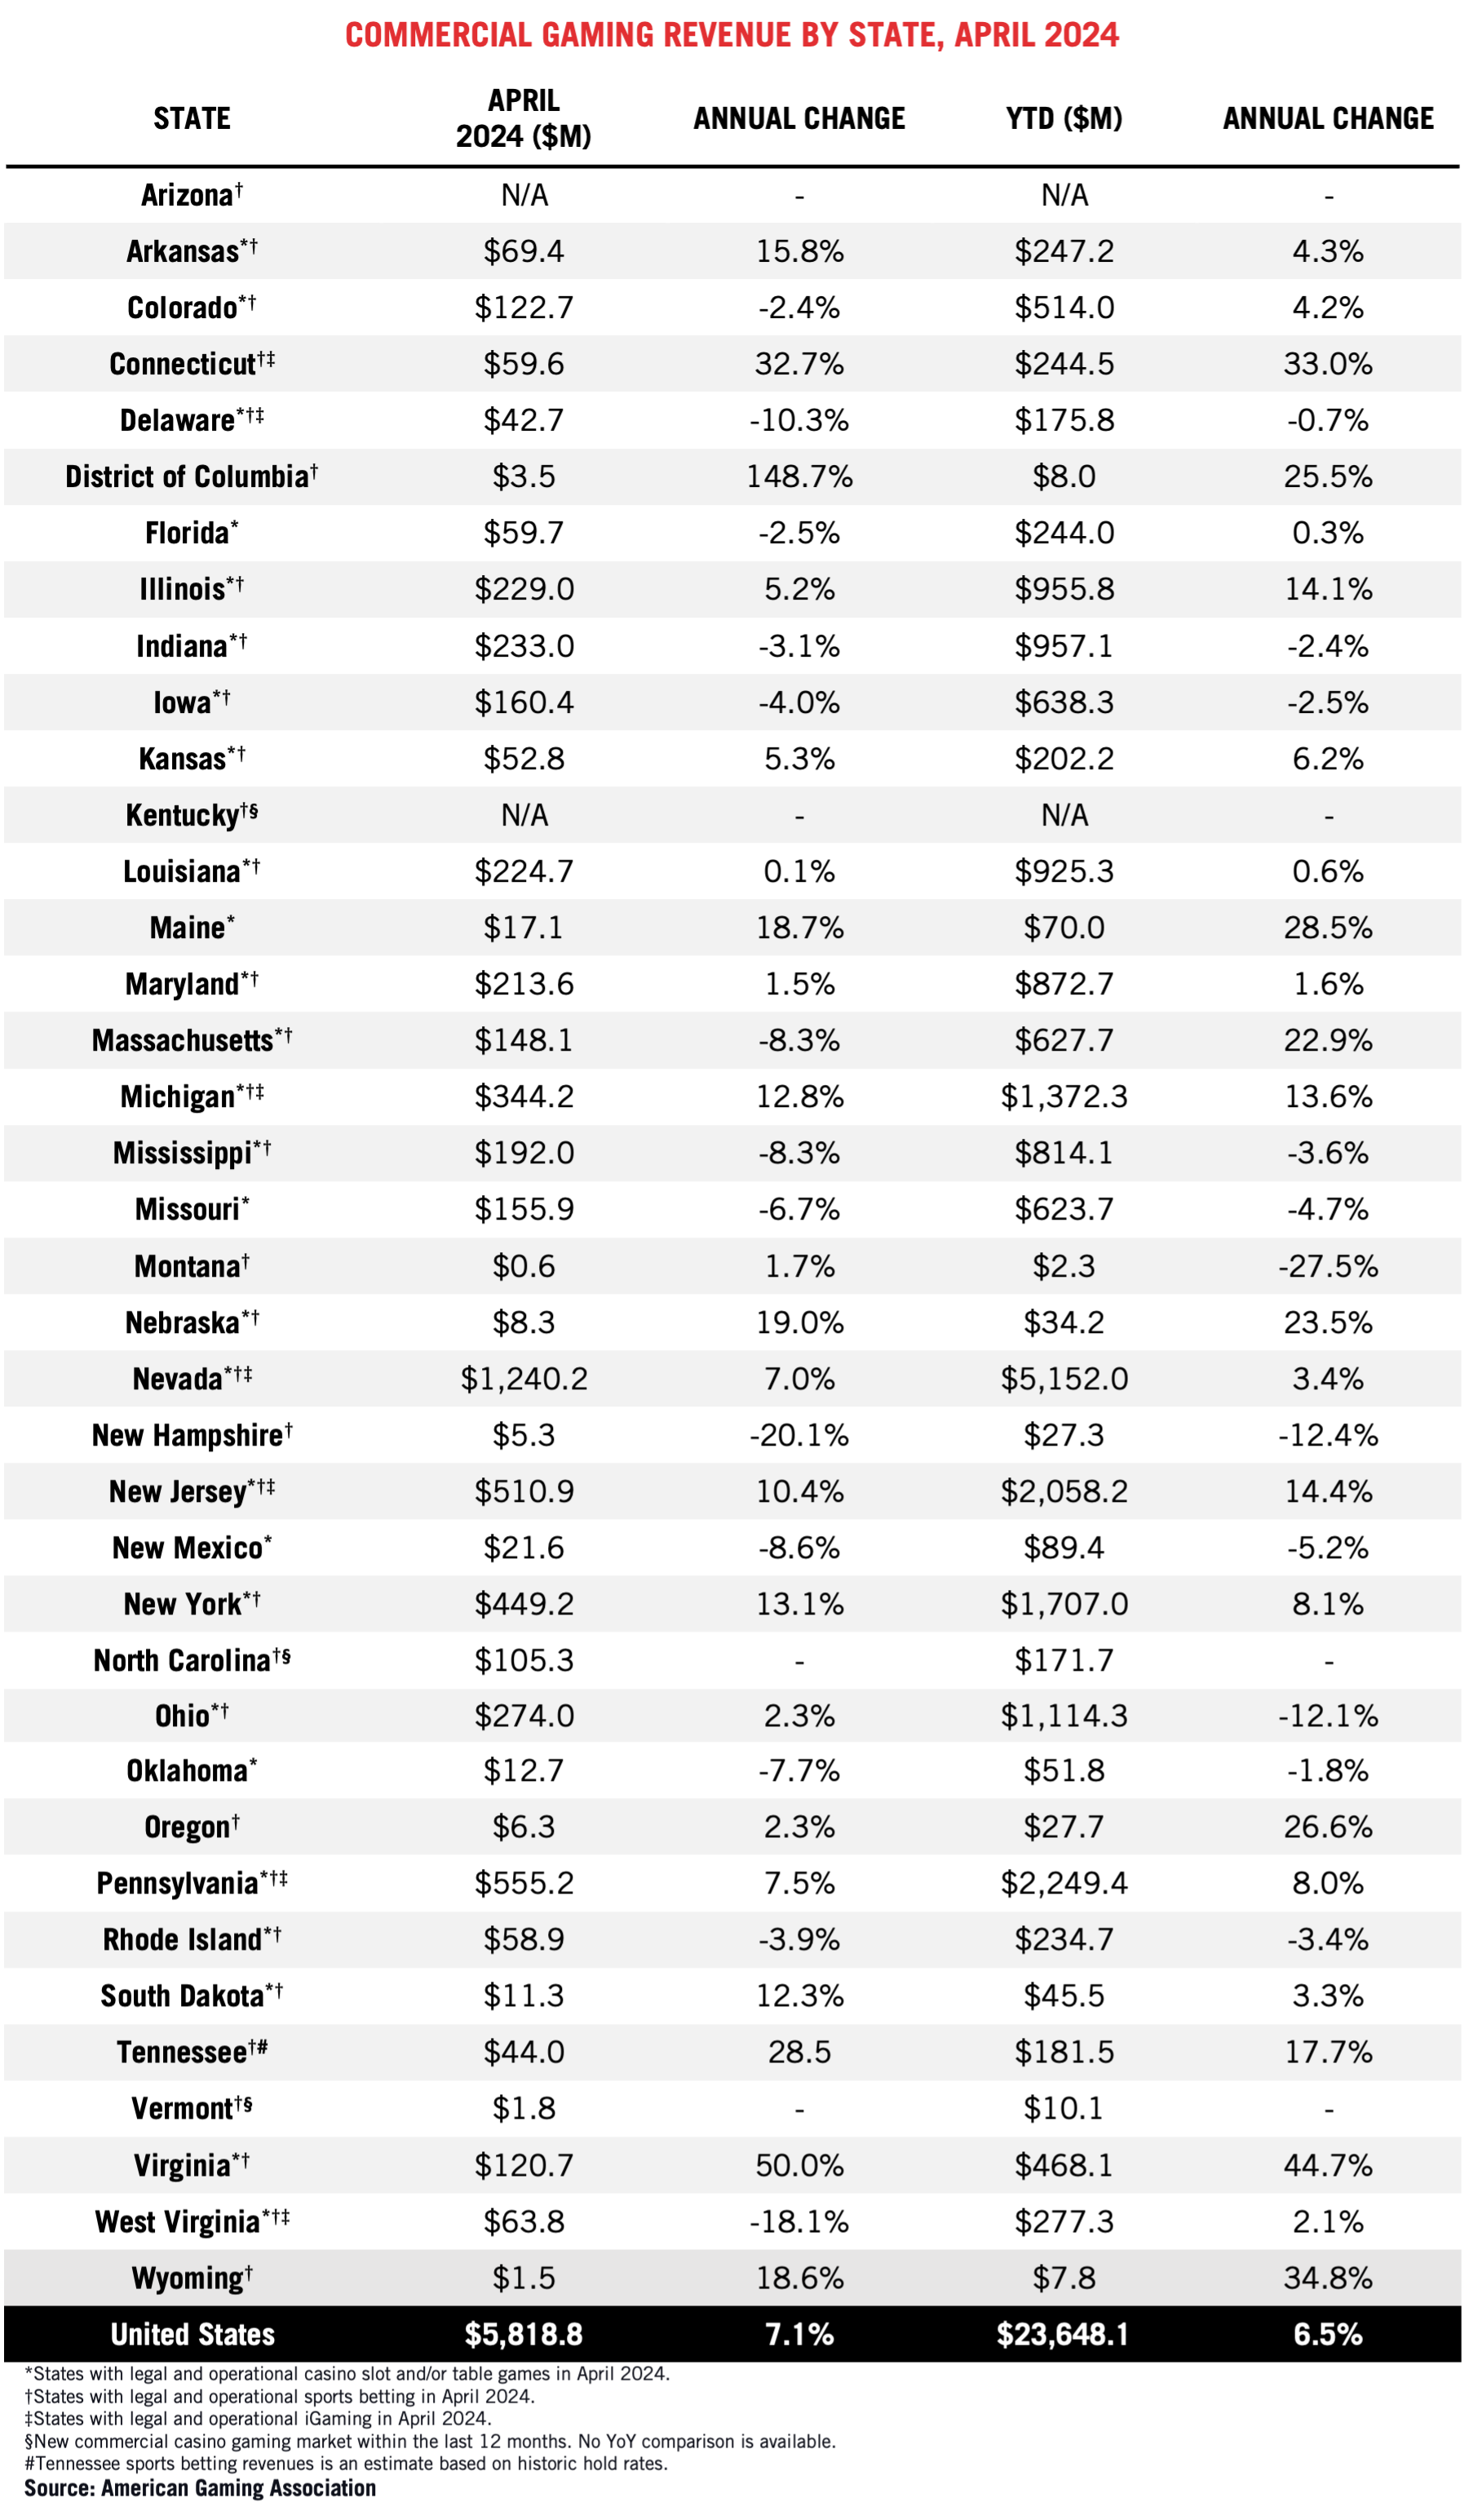 COMMERCIAL GAMING REVENUE BY STATE, APRIL 2024
STATE APRIL 2024 ($M) ANNUAL CHANGE YTD ($M) ANNUAL CHANGE
Arizona† N/A - N/A -
Arkansas*† $69.4 15.8% $247.2 4.3%
Colorado*† $122.7 -2.4% $514.0 4.2%
Connecticut†‡ $59.6 32.7% $244.5 33.0%
Delaware*†‡ $42.7 -10.3% $175.8 -0.7%
District of Columbia† $3.5 148.7% $8.0 25.5%
Florida* $59.7 -2.5% $244.0 0.3%
Illinois*† $229.0 5.2% $955.8 14.1%
Indiana*† $233.0 -3.1% $957.1 -2.4%
Iowa*† $160.4 -4.0% $638.3 -2.5%
Kansas*† $52.8 5.3% $202.2 6.2%
Kentucky†§ N/A - N/A -
Louisiana*† $224.7 0.1% $925.3 0.6%
Maine* $17.1 18.7% $70.0 28.5%
Maryland*† $213.6 1.5% $872.7 1.6%
Massachusetts*† $148.1 -8.3% $627.7 22.9%
Michigan*†‡ $344.2 12.8% $1,372.3 13.6%
Mississippi*† $192.0 -8.3% $814.1 -3.6%
Missouri* $155.9 -6.7% $623.7 -4.7%
Montana† $0.6 1.7% $2.3 -27.5%
Nebraska*† $8.3 19.0% $34.2 23.5%
Nevada*†‡ $1,240.2 7.0% $5,152.0 3.4%
New Hampshire† $5.3 -20.1% $27.3 -12.4%
New Jersey*†‡ $510.9 10.4% $2,058.2 14.4%
New Mexico* $21.6 -8.6% $89.4 -5.2%
New York*† $449.2 13.1% $1,707.0 8.1%
North Carolina†§ $105.3 - $171.7 -
Ohio*† $274.0 2.3% $1,114.3 -12.1%
Oklahoma* $12.7 -7.7% $51.8 -1.8%
Oregon† $6.3 2.3% $27.7 26.6%
Pennsylvania*†‡ $555.2 7.5% $2,249.4 8.0%
Rhode Island*† $58.9 -3.9% $234.7 -3.4%
South Dakota*† $11.3 12.3% $45.5 3.3%
Tennessee†# $44.0 28.5 $181.5 17.7%
Vermont†§ $1.8 - $10.1 -
Virginia*† $120.7 50.0% $468.1 44.7%
West Virginia*†‡ $63.8 -18.1% $277.3 2.1%
Wyoming† $1.5 18.6% $7.8 34.8%
United States $5,818.8 7.1% $23,648.1 6.5%
*States with legal and operational casino slot and/or table games in April 2024.
†States with legal and operational sports betting in April 2024.
‡States with legal and operational iGaming in April 2024.
§New commercial casino gaming market within the last 12 months. No YoY comparison is available.
#Tennessee sports betting revenues is an estimate based on historic hold rates.
Source: American Gaming Association